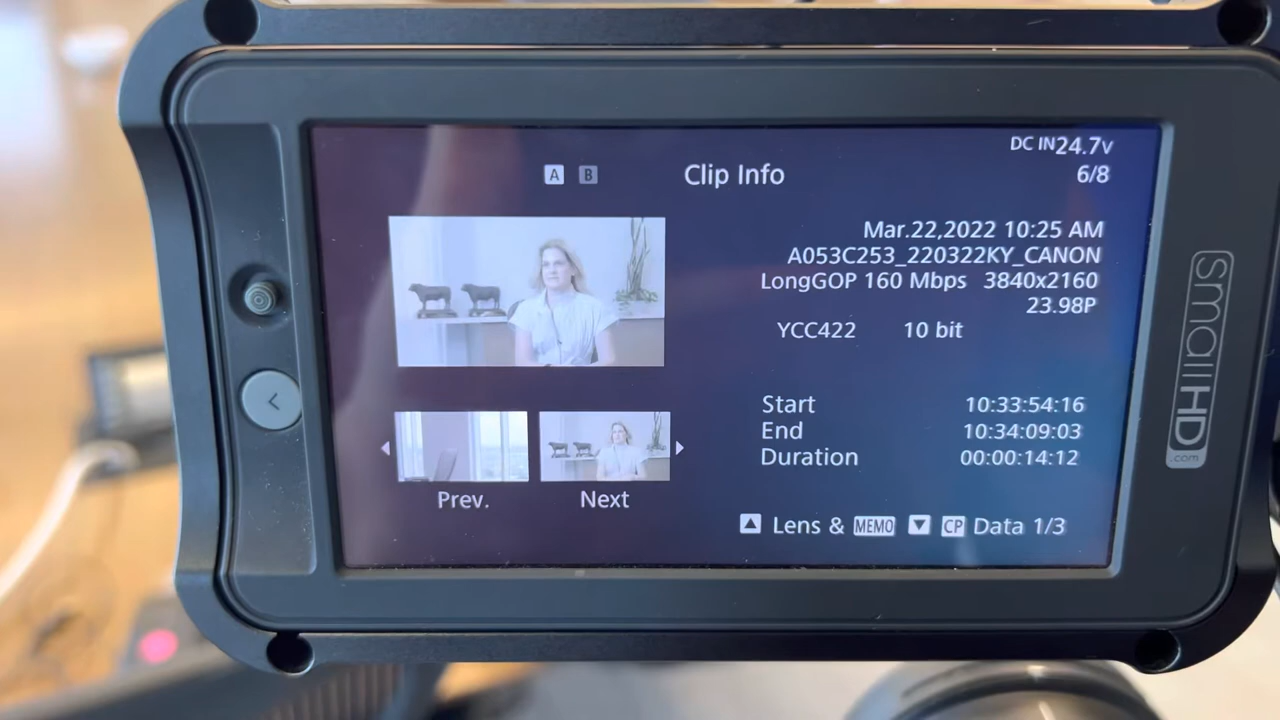 DC IN 24.7v
A B Clip Info 6/8
Mar.22,2022 10:25 AM
A053C253_220322KY_CANON
LongGOP 160 Mbps 3840x2160
23.98P
YCC422 10 bit
Start 10:33:54:16
End 10:34:09:03
Duration 00:00:14:12
Prev. Next
Lens & MEMO CP Data 1/3
smallHD
.com